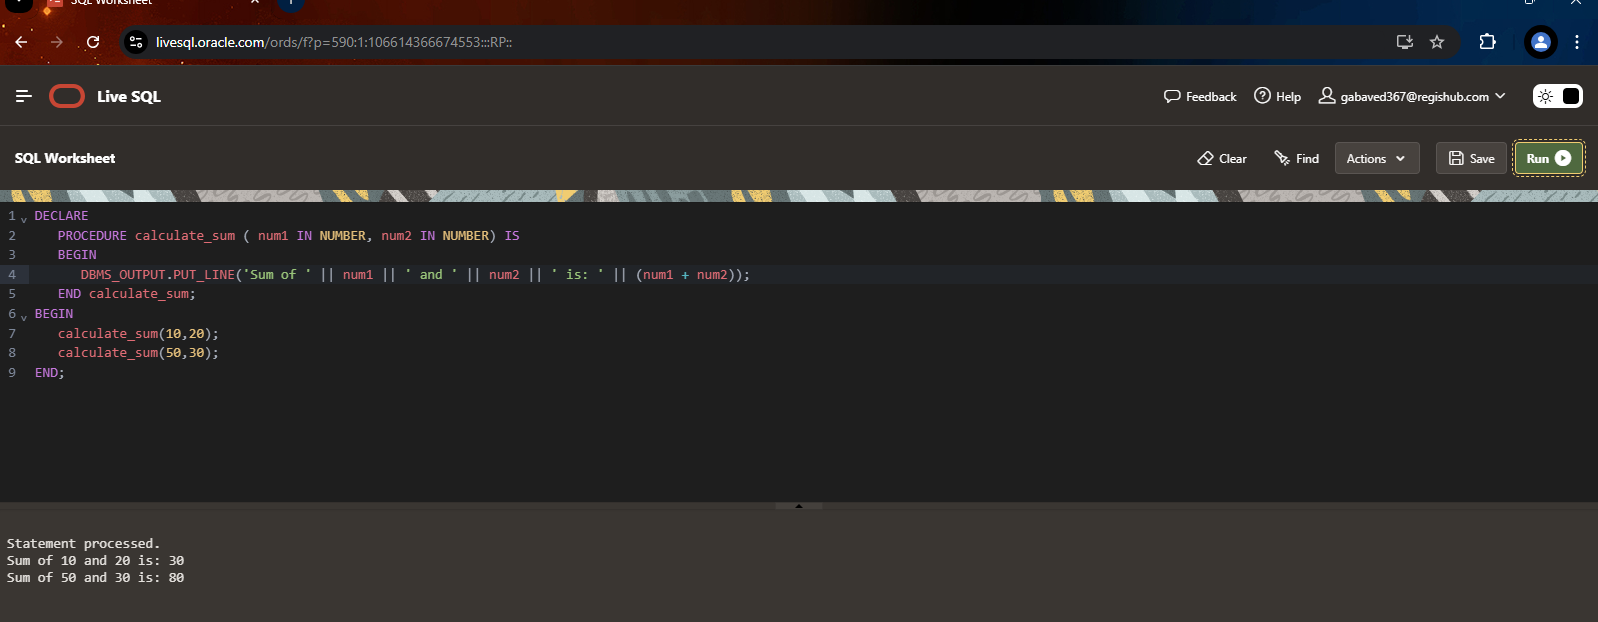 SQL Worksheet
livesql.oracle.com/ords/f?p=590:1:106614366674553:::RP::
Live SQL
Feedback
Help
gabaved367@regishub.com
SQL Worksheet
Clear
Find
Actions
Save
Run
1 DECLARE
2 PROCEDURE calculate_sum ( num1 IN NUMBER, num2 IN NUMBER) IS
3 BEGIN
4 DBMS_OUTPUT.PUT_LINE('Sum of ' || num1 || ' and ' || num2 || ' is: ' || (num1 + num2));
5 END calculate_sum;
6 BEGIN
7 calculate_sum(10,20);
8 calculate_sum(50,30);
9 END;
Statement processed.
Sum of 10 and 20 is: 30
Sum of 50 and 30 is: 80